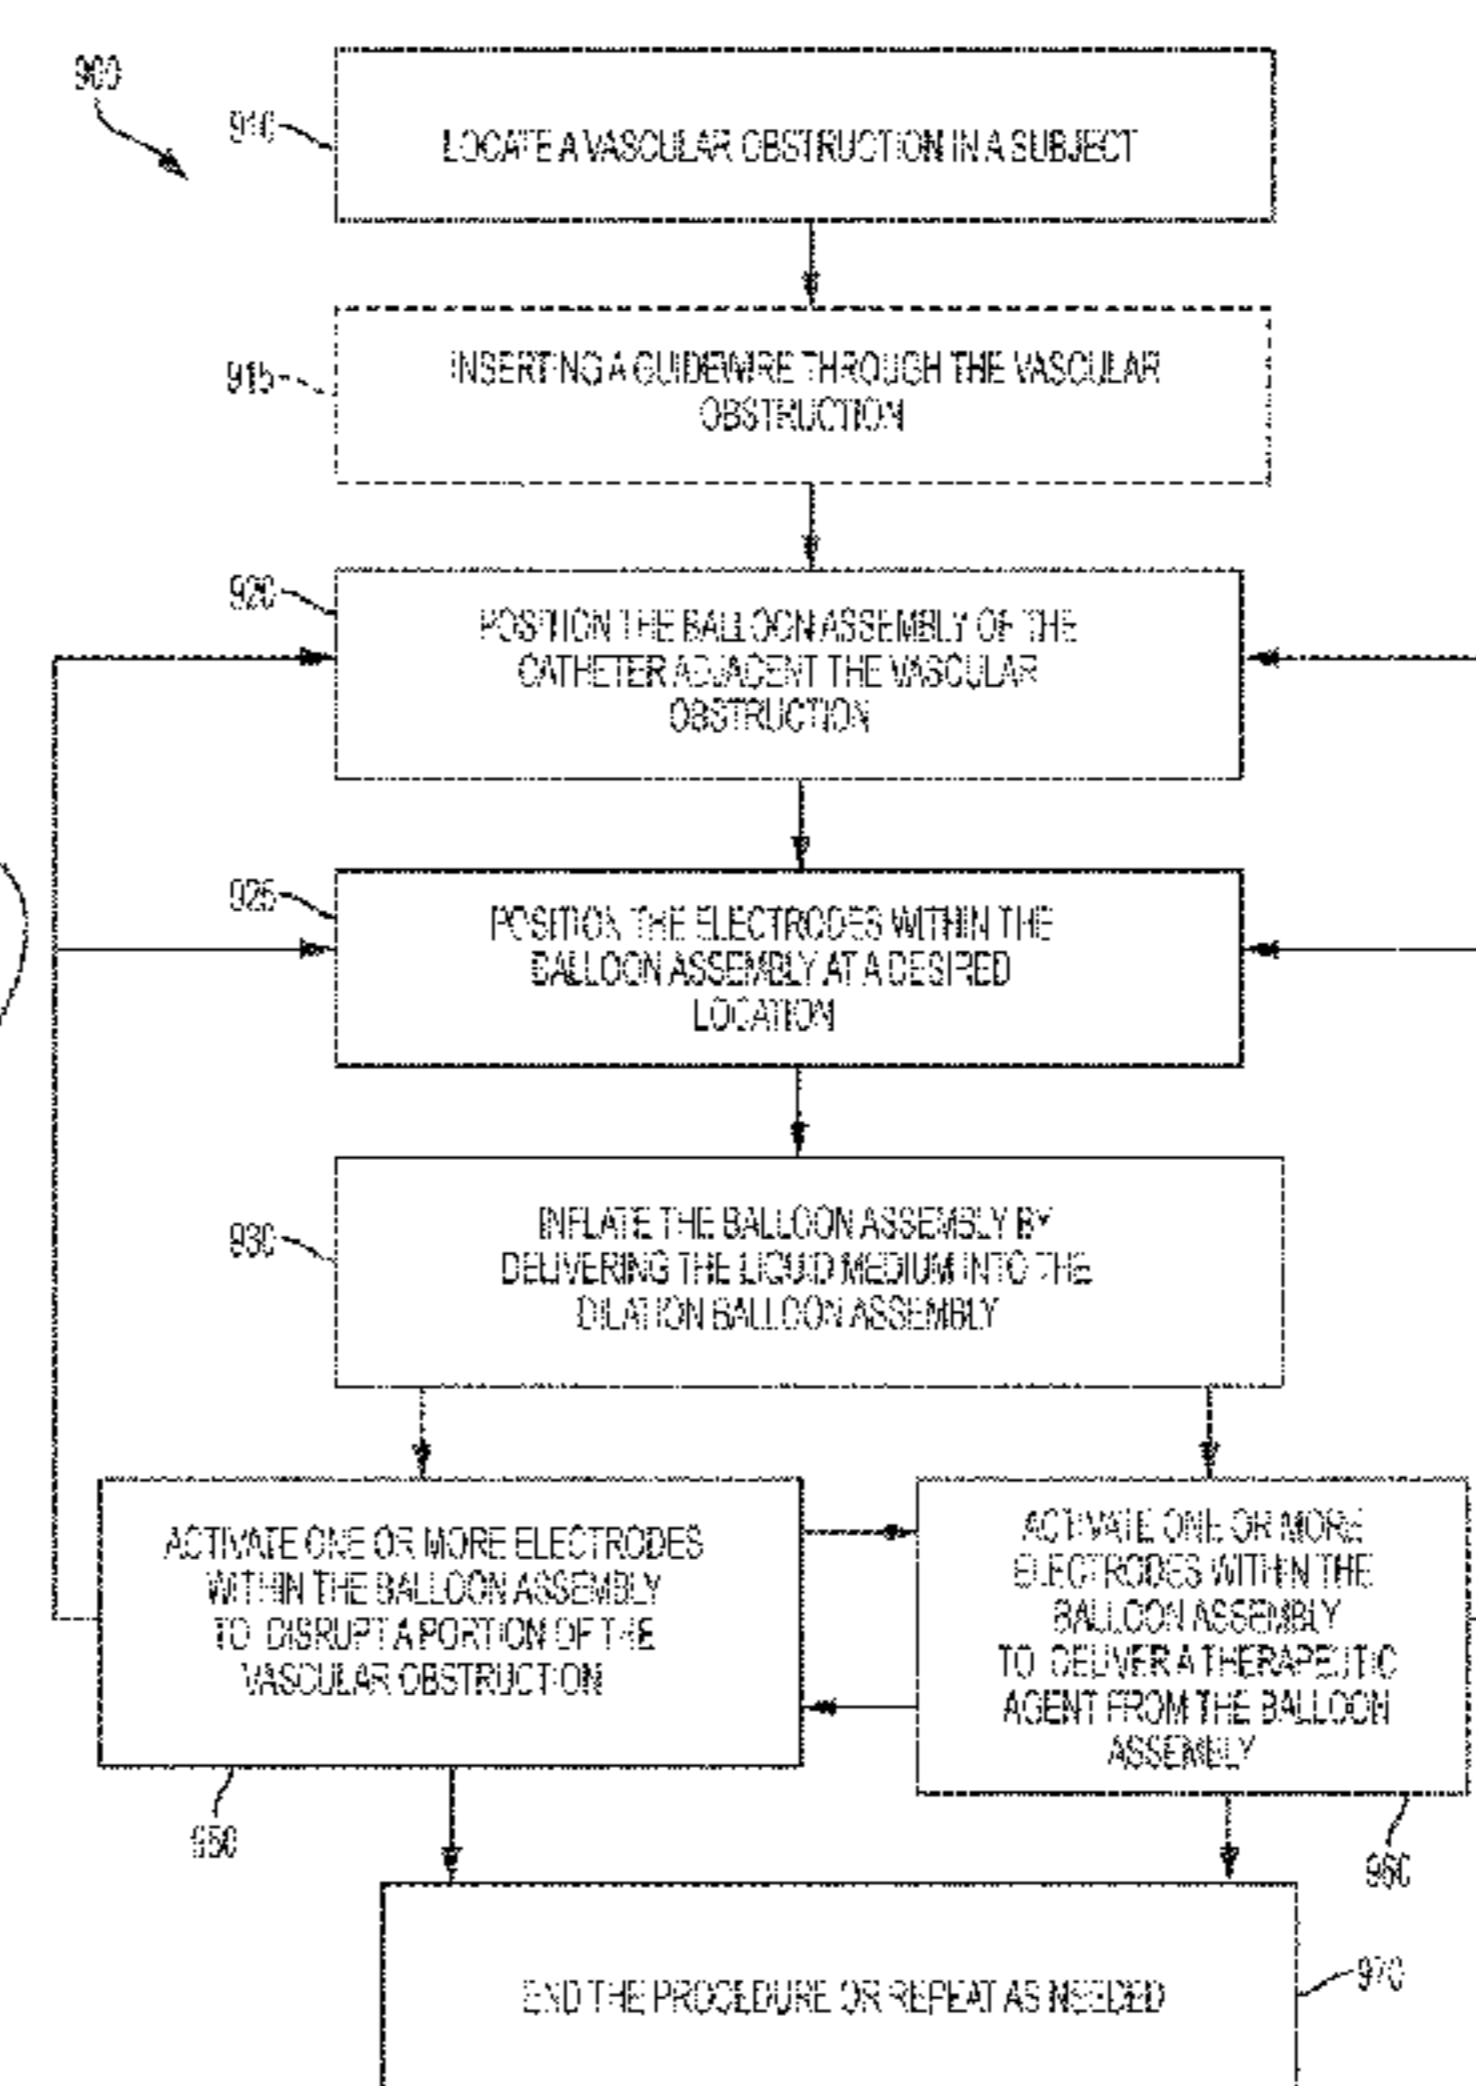 900
910
LOCATE A VASCULAR OBSTRUCTION IN A SUBJECT
915
INSERTING A GUIDEWIRE THROUGH THE VASCULAR
OBSTRUCTION
920
POSITION THE BALLOON ASSEMBLY OF THE
CATHETER ADJACENT THE VASCULAR
OBSTRUCTION
925
POSITION THE ELECTRODES WITHIN THE
BALLOON ASSEMBLY AT A DESIRED
LOCATION
930
INFLATE THE BALLOON ASSEMBLY BY
DELIVERING THE LIQUID MEDIUM INTO THE
DILATION BALLOON ASSEMBLY
ACTIVATE ONE OR MORE ELECTRODES
WITHIN THE BALLOON ASSEMBLY
TO DISRUPT A PORTION OF THE
VASCULAR OBSTRUCTION
950
ACTIVATE ONE OR MORE
ELECTRODES WITHIN THE
BALLOON ASSEMBLY
TO DELIVER A THERAPEUTIC
AGENT FROM THE BALLOON
ASSEMBLY
960
END THE PROCEDURE OR REPEAT AS NEEDED
970